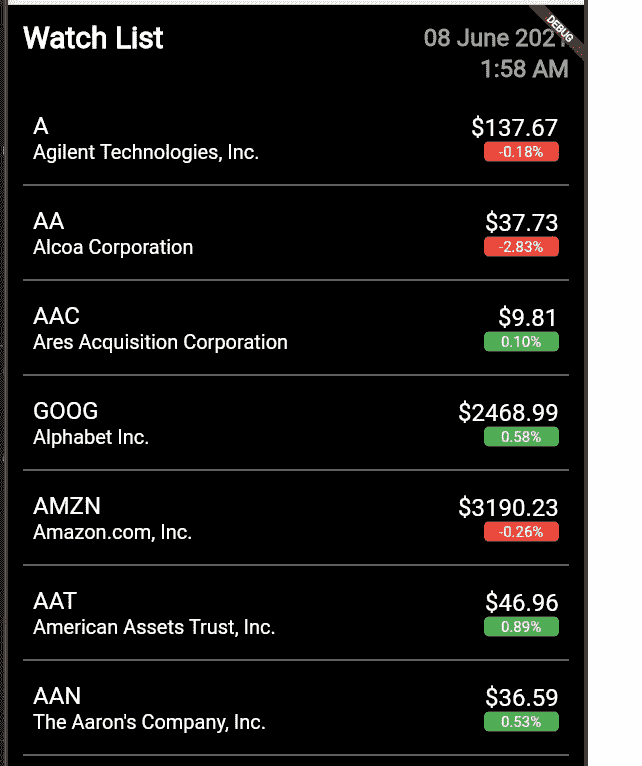 Watch List
08 June 2021
DEBUG
1:58 AM
A
$137.67
Agilent Technologies, Inc.
-0.18%
AA
$37.73
Alcoa Corporation
-2.83%
AAC
$9.81
Ares Acquisition Corporation
0.10%
GOOG
$2468.99
Alphabet Inc.
0.58%
AMZN
$3190.23
Amazon.com, Inc.
-0.26%
AAT
$46.96
American Assets Trust, Inc.
0.89%
AAN
$36.59
The Aaron's Company, Inc.
0.53%